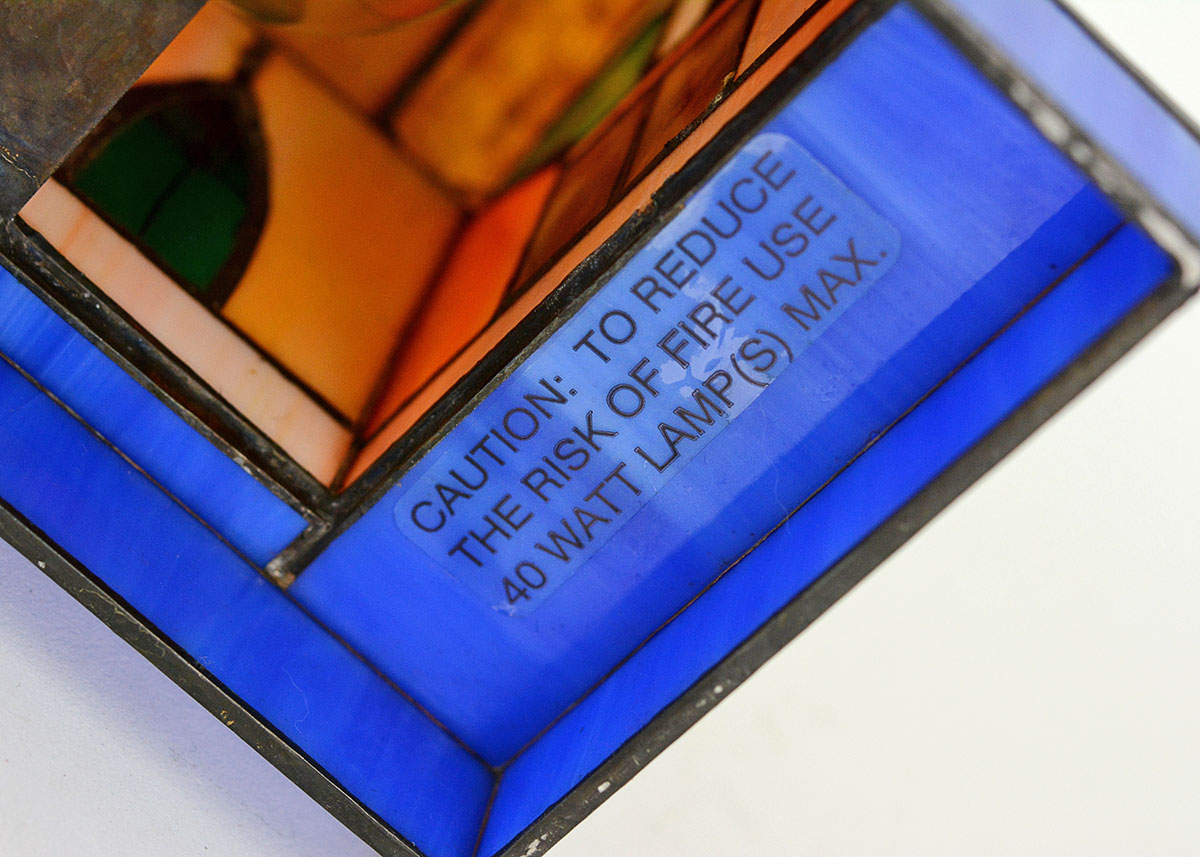 CAUTION: TO REDUCE
THE RISK OF FIRE USE
40 WATT LAMP(S) MAX.